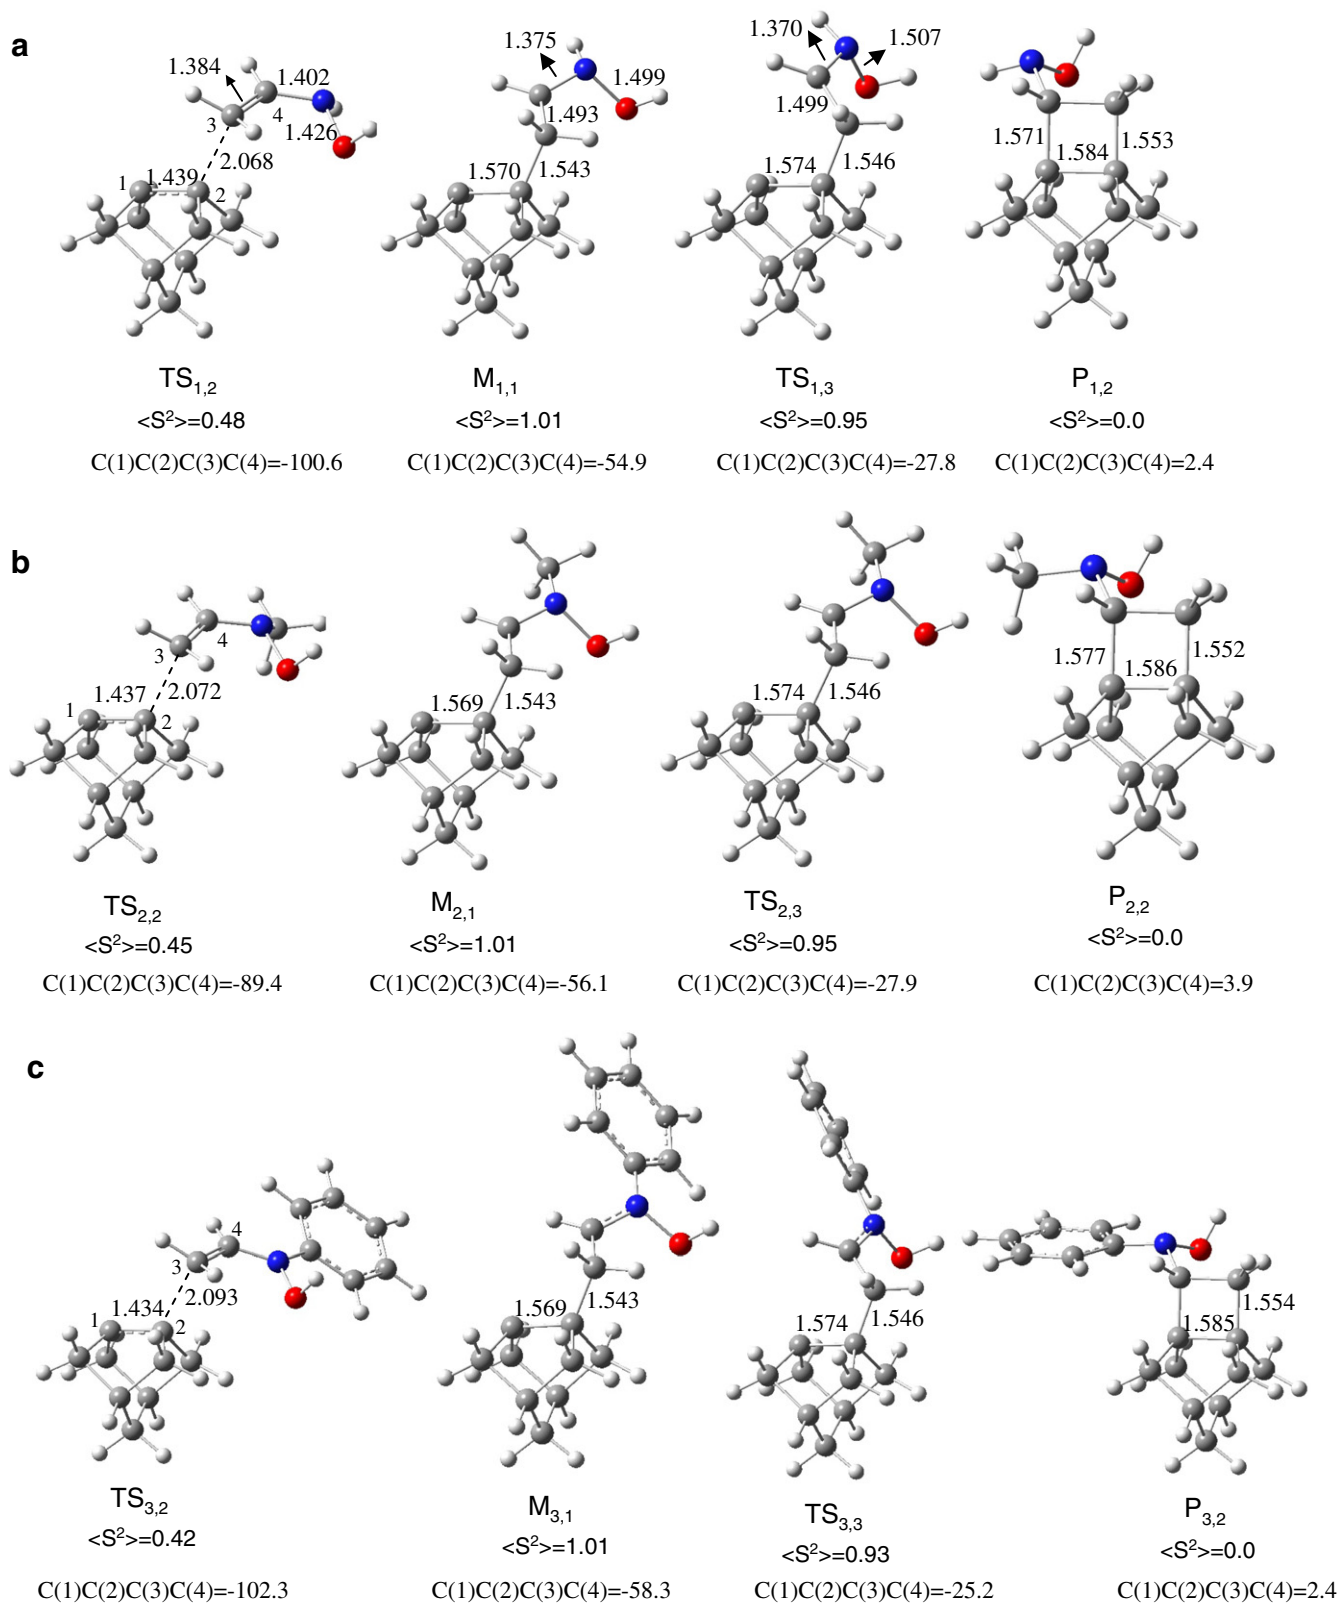 a
1.384
1.402
3
4
1.426
2.068
1
1.439
2
TS1,2
<S²>=0.48
C(1)C(2)C(3)C(4)=-100.6
1.375
1.499
1.493
1.570
1.543
M1,1
<S²>=1.01
C(1)C(2)C(3)C(4)=-54.9
1.370
1.507
1.499
1.574
1.546
TS1,3
<S²>=0.95
C(1)C(2)C(3)C(4)=-27.8
1.571
1.584
1.553
P1,2
<S²>=0.0
C(1)C(2)C(3)C(4)=2.4
b
3
4
1.437
2.072
1
2
TS2,2
<S²>=0.45
C(1)C(2)C(3)C(4)=-89.4
1.569
1.543
M2,1
<S²>=1.01
C(1)C(2)C(3)C(4)=-56.1
1.574
1.546
TS2,3
<S²>=0.95
C(1)C(2)C(3)C(4)=-27.9
1.577
1.586
1.552
P2,2
<S²>=0.0
C(1)C(2)C(3)C(4)=3.9
c
4
3
1.434
2.093
1
2
TS3,2
<S²>=0.42
C(1)C(2)C(3)C(4)=-102.3
1.569
1.543
M3,1
<S²>=1.01
C(1)C(2)C(3)C(4)=-58.3
1.574
1.546
TS3,3
<S²>=0.93
C(1)C(2)C(3)C(4)=-25.2
1.585
1.554
P3,2
<S²>=0.0
C(1)C(2)C(3)C(4)=2.4